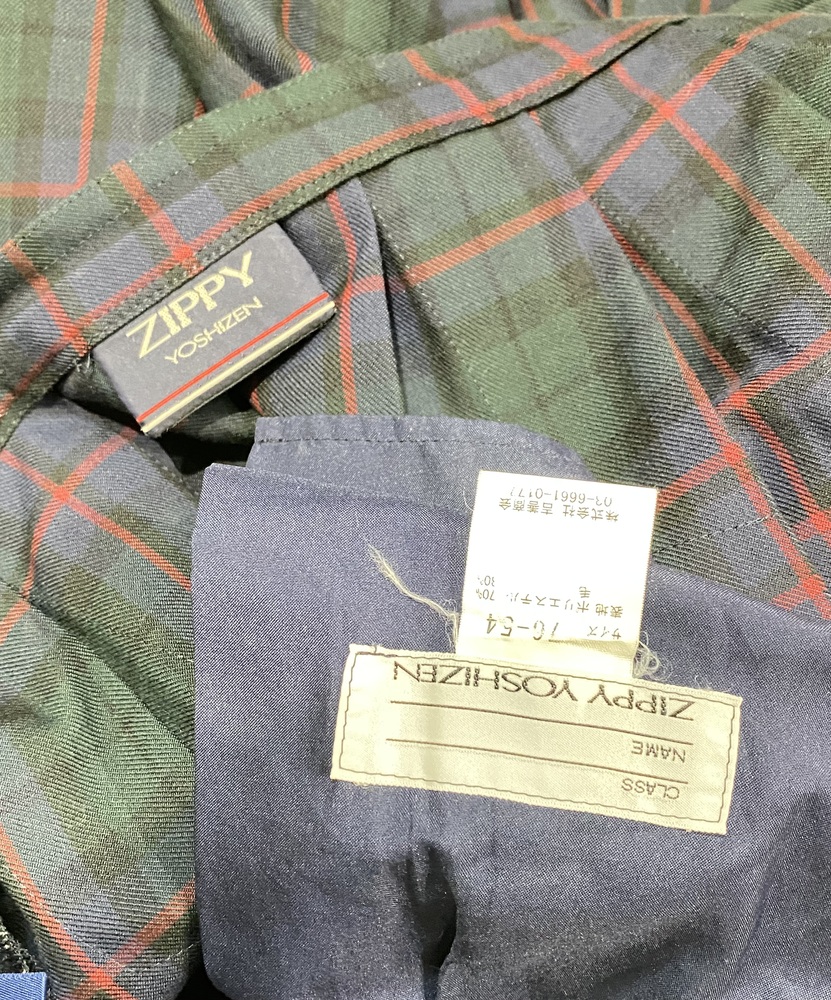 ZIPPY
YOSHIZEN
サイズ 76-54
表地 ポリエステル 70%
毛 30%
株式会社 吉善商会
03-6661-0177
CLASS
NAME
ZIPPY YOSHIZEN